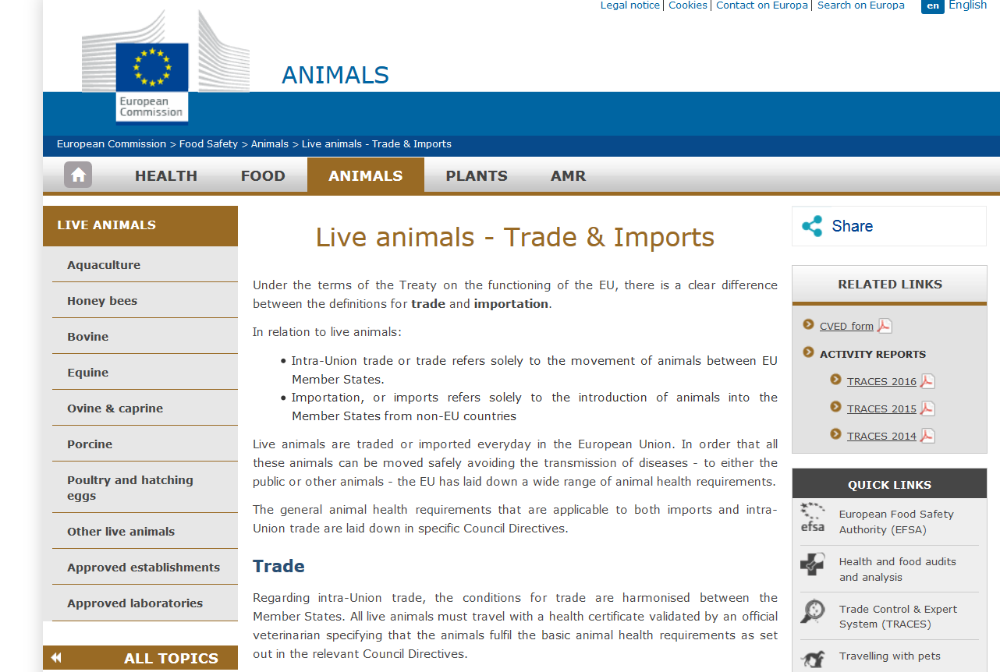 Legal notice | Cookies | Contact on Europa | Search on Europa en English
European
Commission
ANIMALS
European Commission > Food Safety > Animals > Live animals - Trade & Imports
HEALTH FOOD ANIMALS PLANTS AMR
LIVE ANIMALS
Aquaculture
Honey bees
Bovine
Equine
Ovine & caprine
Porcine
Poultry and hatching
eggs
Other live animals
Approved establishments
Approved laboratories
ALL TOPICS
Live animals - Trade & Imports
Under the terms of the Treaty on the functioning of the EU, there is a clear difference
between the definitions for trade and importation.
In relation to live animals:
• Intra-Union trade or trade refers solely to the movement of animals between EU
Member States.
• Importation, or imports refers solely to the introduction of animals into the
Member States from non-EU countries
Live animals are traded or imported everyday in the European Union. In order that all
these animals can be moved safely avoiding the transmission of diseases - to either the
public or other animals - the EU has laid down a wide range of animal health requirements.
The general animal health requirements that are applicable to both imports and intra-
Union trade are laid down in specific Council Directives.
Trade
Regarding intra-Union trade, the conditions for trade are harmonised between the
Member States. All live animals must travel with a health certificate validated by an official
veterinarian specifying that the animals fulfil the basic animal health requirements as set
out in the relevant Council Directives.
Share
RELATED LINKS
CVED form
ACTIVITY REPORTS
TRACES 2016
TRACES 2015
TRACES 2014
QUICK LINKS
efsa
European Food Safety
Authority (EFSA)
Health and food audits
and analysis
Trade Control & Expert
System (TRACES)
Travelling with pets